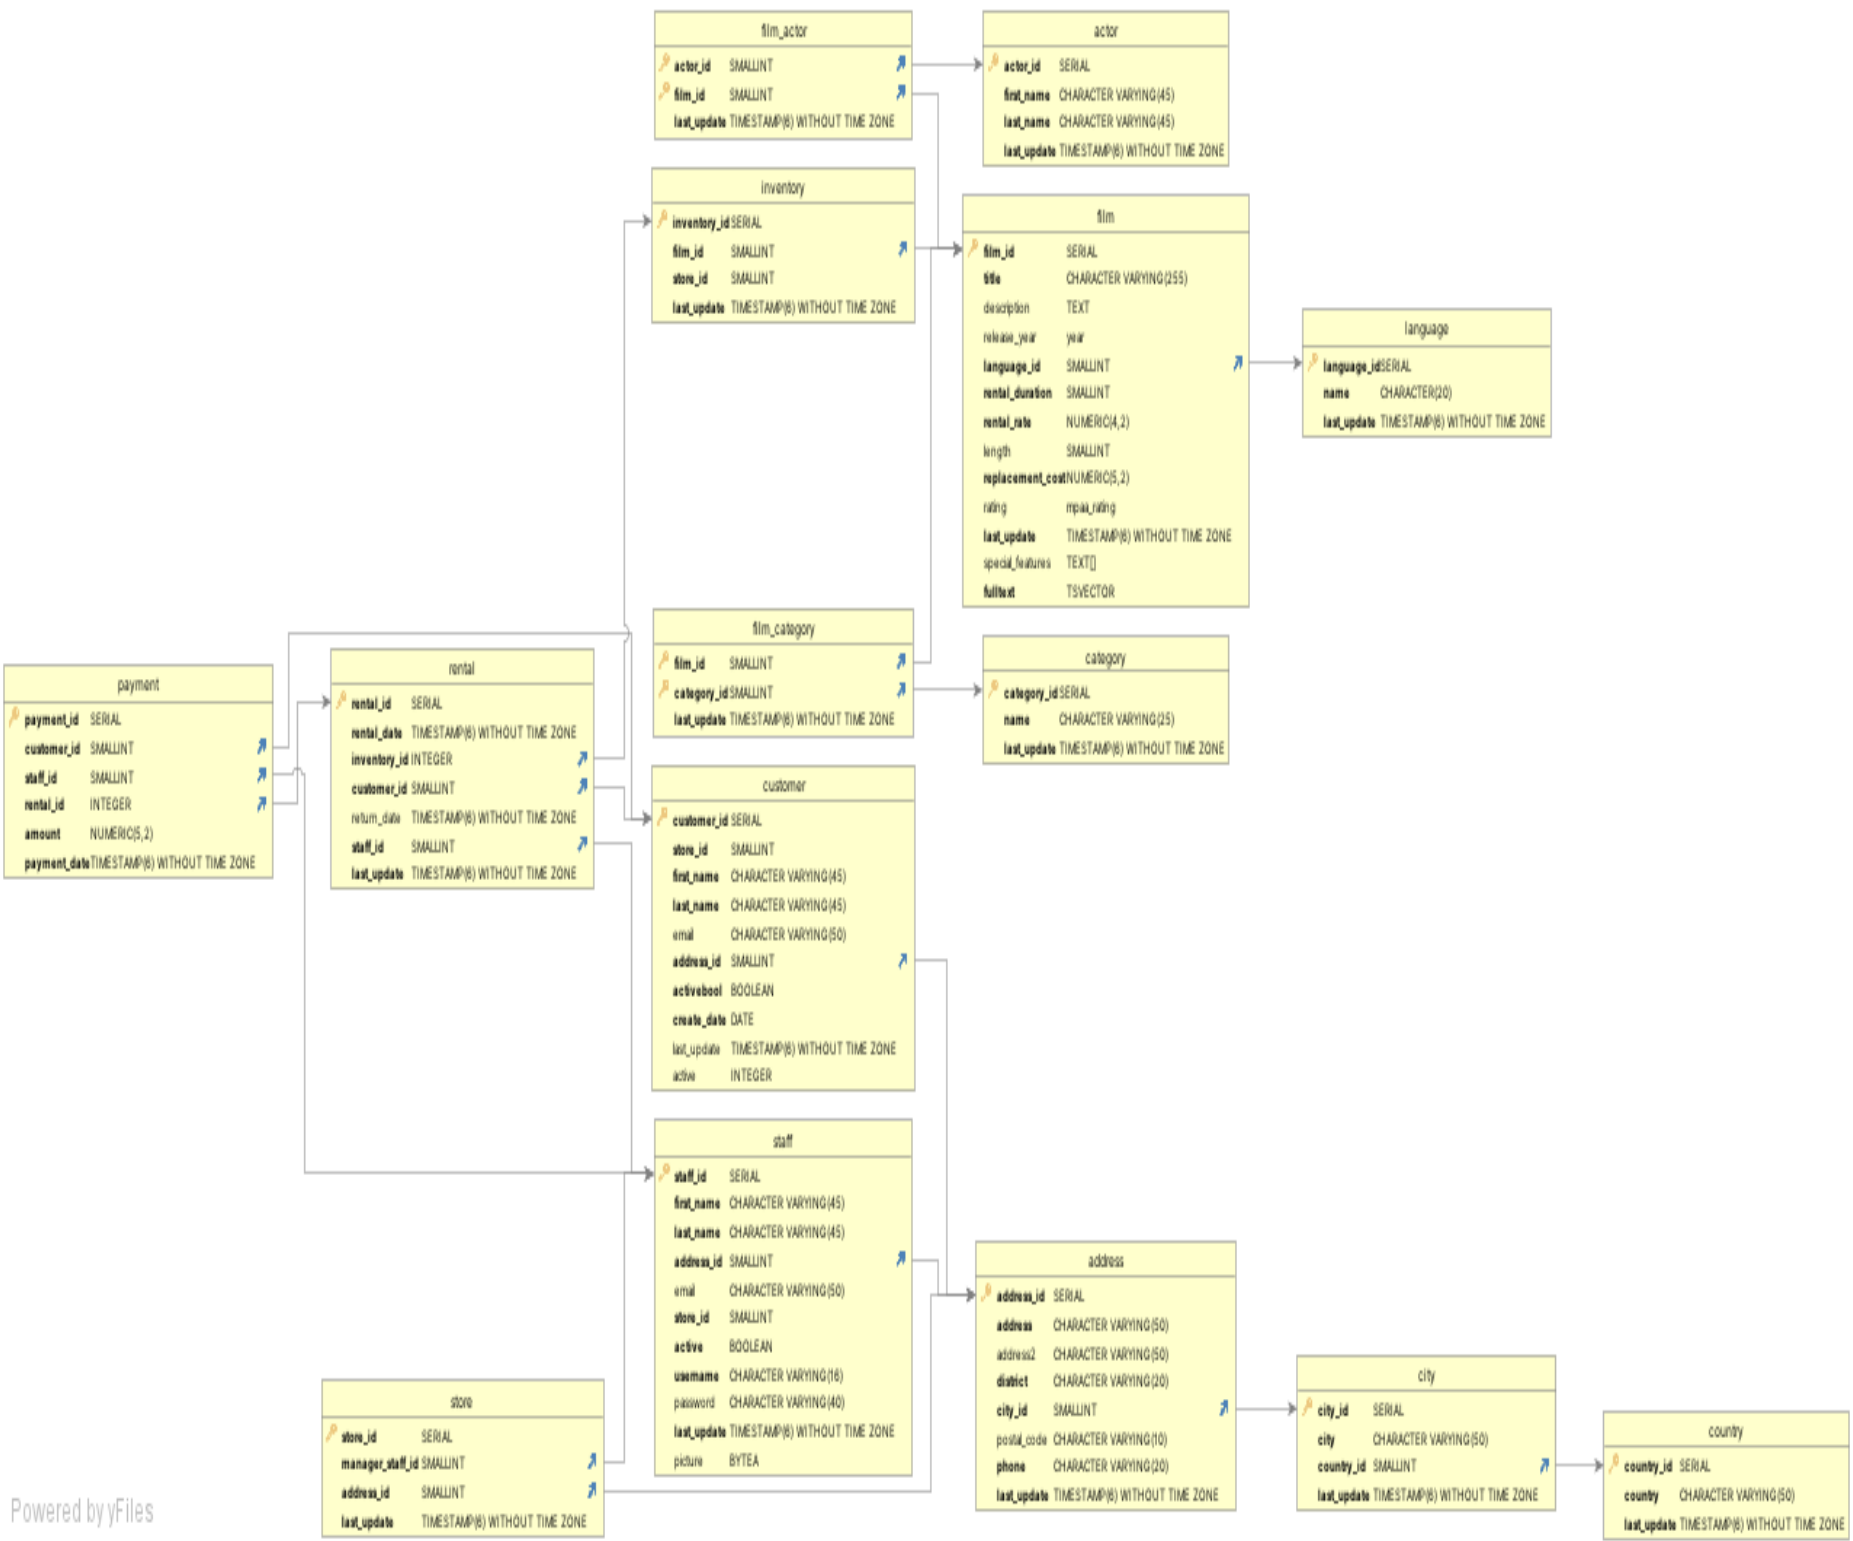 film_actor
actor_id SMALLINT
film_id SMALLINT
last_update TIMESTAMP(6) WITHOUT TIME ZONE
actor
actor_id SERIAL
first_name CHARACTER VARYING(45)
last_name CHARACTER VARYING(45)
last_update TIMESTAMP(6) WITHOUT TIME ZONE
inventory
inventory_id SERIAL
film_id SMALLINT
store_id SMALLINT
last_update TIMESTAMP(6) WITHOUT TIME ZONE
film
film_id SERIAL
title CHARACTER VARYING(255)
description TEXT
release_year year
language_id SMALLINT
rental_duration SMALLINT
rental_rate NUMERIC(4,2)
length SMALLINT
replacement_cost NUMERIC(5,2)
rating mpaa_rating
last_update TIMESTAMP(6) WITHOUT TIME ZONE
special_features TEXT[]
fulltext TSVECTOR
language
language_id SERIAL
name CHARACTER(20)
last_update TIMESTAMP(6) WITHOUT TIME ZONE
film_category
film_id SMALLINT
category_id SMALLINT
last_update TIMESTAMP(6) WITHOUT TIME ZONE
category
category_id SERIAL
name CHARACTER VARYING(25)
last_update TIMESTAMP(6) WITHOUT TIME ZONE
payment
payment_id SERIAL
customer_id SMALLINT
staff_id SMALLINT
rental_id INTEGER
amount NUMERIC(5,2)
payment_date TIMESTAMP(6) WITHOUT TIME ZONE
rental
rental_id SERIAL
rental_date TIMESTAMP(6) WITHOUT TIME ZONE
inventory_id INTEGER
customer_id SMALLINT
return_date TIMESTAMP(6) WITHOUT TIME ZONE
staff_id SMALLINT
last_update TIMESTAMP(6) WITHOUT TIME ZONE
customer
customer_id SERIAL
store_id SMALLINT
first_name CHARACTER VARYING(45)
last_name CHARACTER VARYING(45)
email CHARACTER VARYING(50)
address_id SMALLINT
activebool BOOLEAN
create_date DATE
last_update TIMESTAMP(6) WITHOUT TIME ZONE
active INTEGER
staff
staff_id SERIAL
first_name CHARACTER VARYING(45)
last_name CHARACTER VARYING(45)
address_id SMALLINT
email CHARACTER VARYING(50)
store_id SMALLINT
active BOOLEAN
username CHARACTER VARYING(16)
password CHARACTER VARYING(40)
last_update TIMESTAMP(6) WITHOUT TIME ZONE
picture BYTEA
address
address_id SERIAL
address CHARACTER VARYING(50)
address2 CHARACTER VARYING(50)
district CHARACTER VARYING(20)
city_id SMALLINT
postal_code CHARACTER VARYING(10)
phone CHARACTER VARYING(20)
last_update TIMESTAMP(6) WITHOUT TIME ZONE
city
city_id SERIAL
city CHARACTER VARYING(50)
country_id SMALLINT
last_update TIMESTAMP(6) WITHOUT TIME ZONE
country
country_id SERIAL
country CHARACTER VARYING(50)
last_update TIMESTAMP(6) WITHOUT TIME ZONE
store
store_id SERIAL
manager_staff_id SMALLINT
address_id SMALLINT
last_update TIMESTAMP(6) WITHOUT TIME ZONE
Powered by yFiles